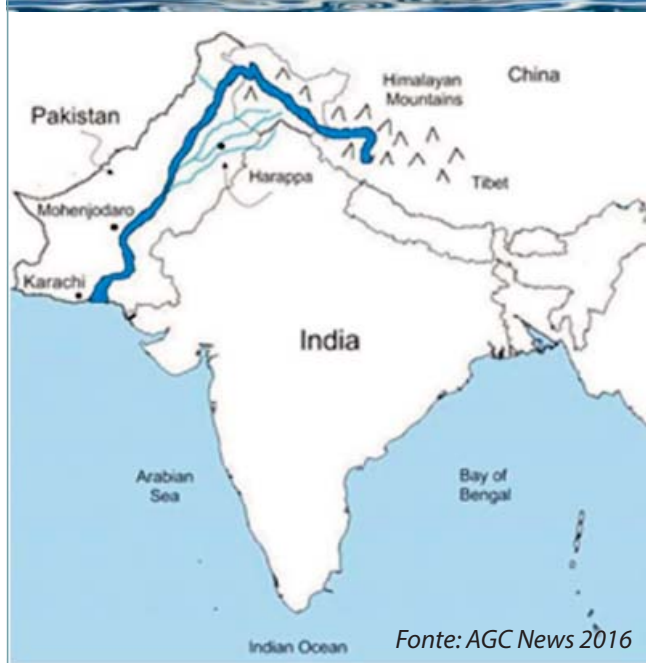 China
Himalayan
Mountains
Pakistan
Tibet
Harappa
Mohenjodaro
Karachi
India
Arabian
Sea
Bay of
Bengal
Indian Ocean
Fonte: AGC News 2016